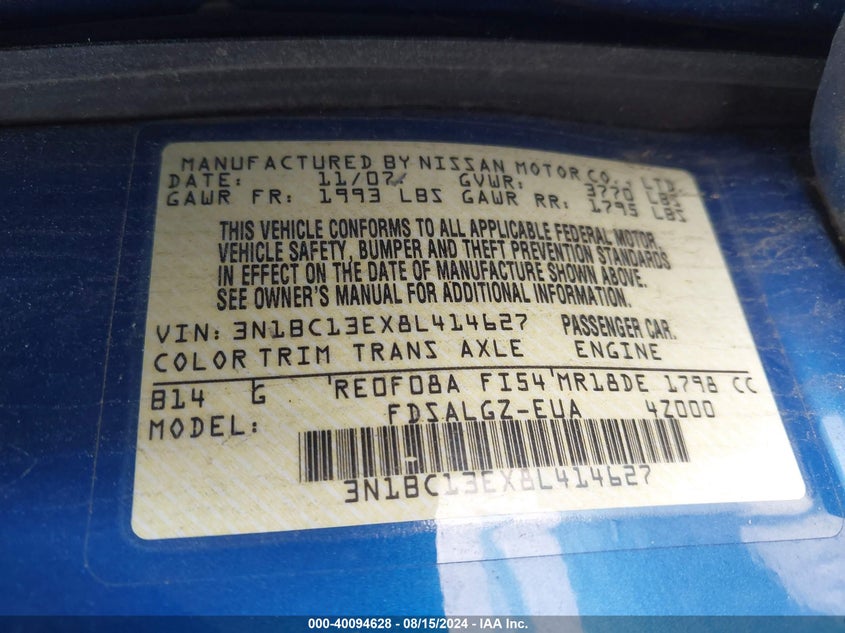 MANUFACTURED BY NISSAN MOTOR CO., LTD.
DATE: 11/07 GVWR: 3770 LBS
GAWR FR: 1993 LBS GAWR RR: 1795 LBS
THIS VEHICLE CONFORMS TO ALL APPLICABLE FEDERAL MOTOR
VEHICLE SAFETY, BUMPER AND THEFT PREVENTION STANDARDS
IN EFFECT ON THE DATE OF MANUFACTURE SHOWN ABOVE.
SEE OWNER'S MANUAL FOR ADDITIONAL INFORMATION.
VIN: 3N1BC13EX8L414627 PASSENGER CAR.
COLOR TRIM TRANS AXLE ENGINE
B14 G RE0F08A FI54 MR18DE 1798 CC
MODEL: FDSALGZ-EUA 4Z000
3N1BC13EX8L414627
000-40094628 - 08/15/2024 - IAA Inc.